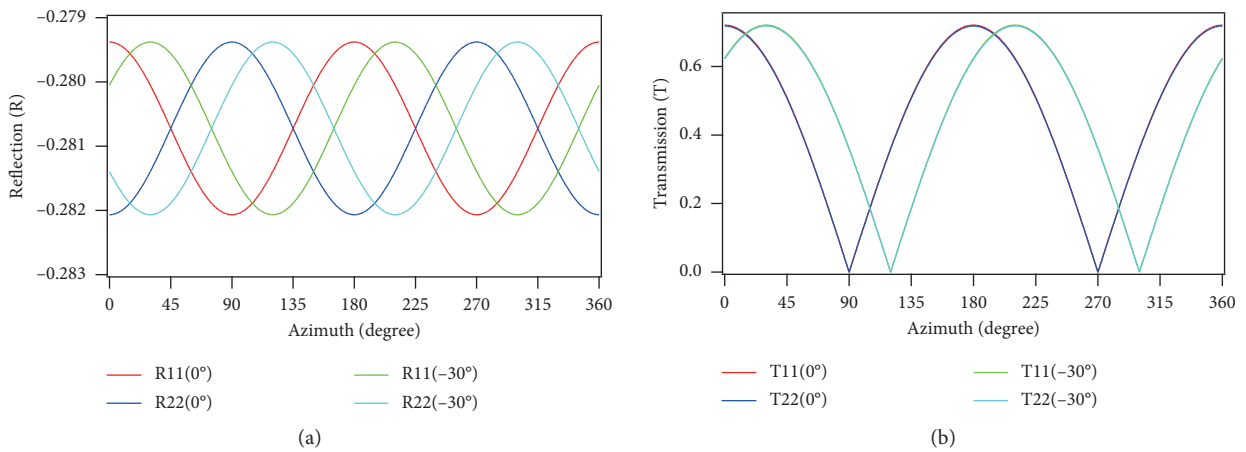 −0.279
−0.280
−0.281
−0.282
−0.283
Reflection (R)
0 45 90 135 180 225 270 315 360
Azimuth (degree)
R11(0°) R11(−30°)
R22(0°) R22(−30°)
(a)
0.6
0.4
0.2
0.0
Transmission (T)
0 45 90 135 180 225 270 315 360
Azimuth (degree)
T11(0°) T11(−30°)
T22(0°) T22(−30°)
(b)